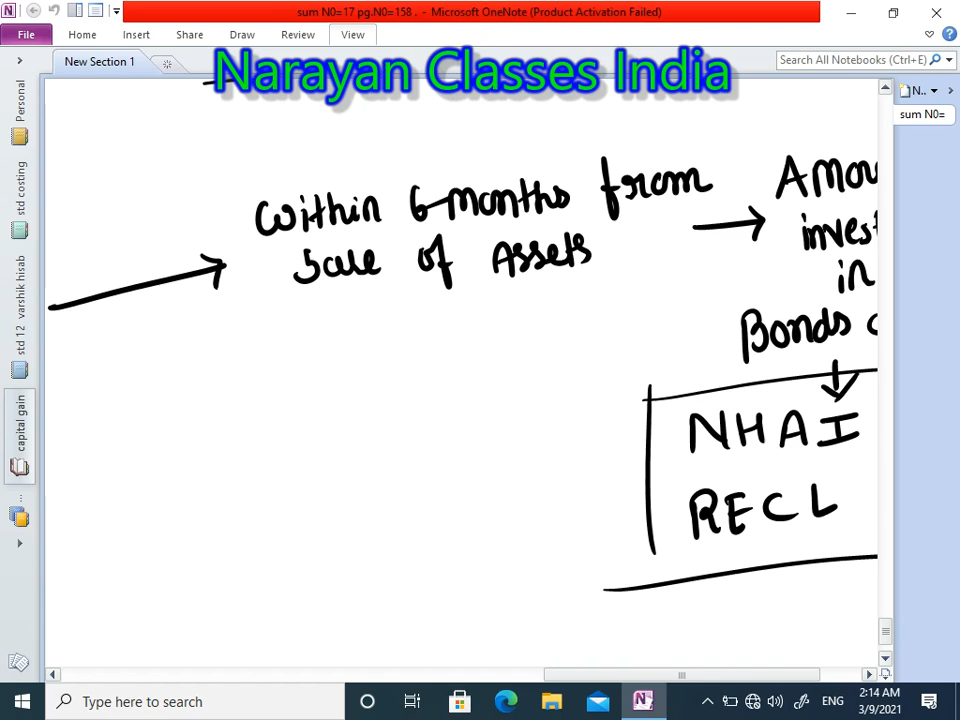 sum N0=17 pg.N0=158 . - Microsoft OneNote (Product Activation Failed)
File Home Insert Share Draw Review View
New Section 1
Search All Notebooks (Ctrl+E)
Narayan Classes India
N..
sum N0=
Personal
std costing
std 12 varshik hisab
capital gain
Within 6-months from
Sale of Assets
Amou
invest
in
Bonds
NHAI
RECL
Type here to search
ENG
2:14 AM
3/9/2021